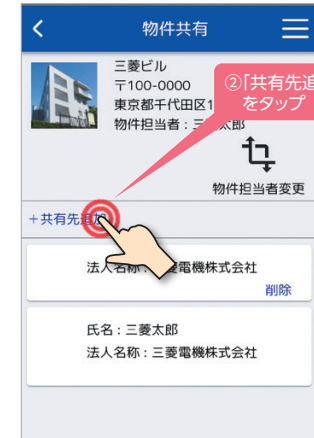 物件共有
三菱ビル
〒100-0000
東京都千代田区1
物件担当者：三 太郎
②「共有先追
をタップ
物件担当者変更
＋共有先追加
法人名称： 菱電機株式会社
削除
氏名：三菱太郎
法人名称：三菱電機株式会社